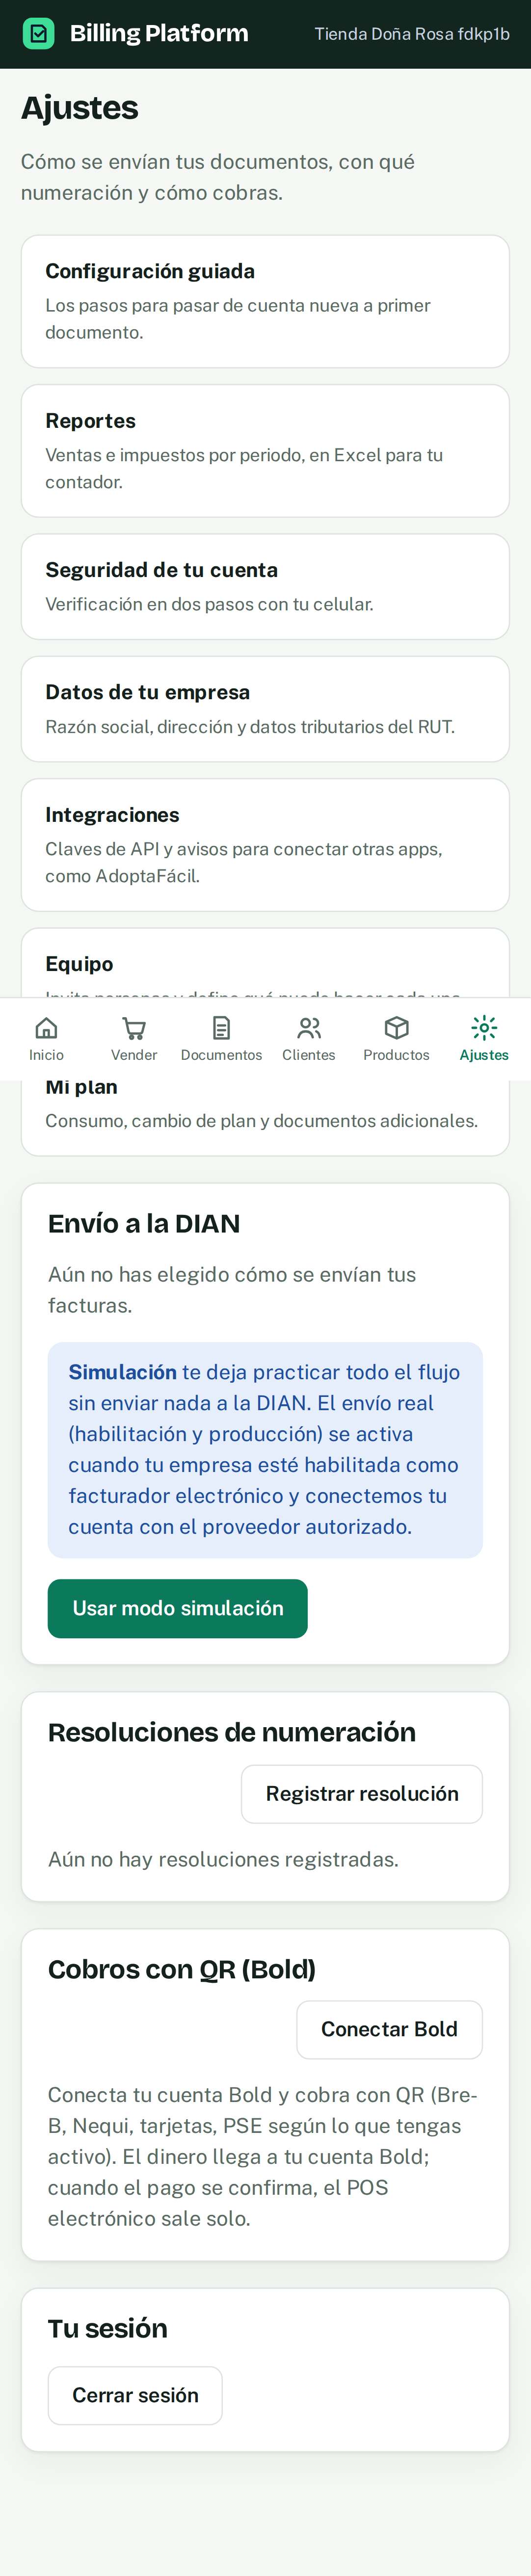 Billing Platform
Tienda Doña Rosa fdkp1b
Ajustes
Cómo se envían tus documentos, con qué
numeración y cómo cobras.
Configuración guiada
Los pasos para pasar de cuenta nueva a primer
documento.
Reportes
Ventas e impuestos por periodo, en Excel para tu
contador.
Seguridad de tu cuenta
Verificación en dos pasos con tu celular.
Datos de tu empresa
Razón social, dirección y datos tributarios del RUT.
Integraciones
Claves de API y avisos para conectar otras apps,
como AdoptaFácil.
Equipo
Invita personas y define qué puede hacer cada una.
Inicio
Vender
Documentos
Clientes
Productos
Ajustes
Mi plan
Consumo, cambio de plan y documentos adicionales.
Envío a la DIAN
Aún no has elegido cómo se envían tus
facturas.
Simulación te deja practicar todo el flujo
sin enviar nada a la DIAN. El envío real
(habilitación y producción) se activa
cuando tu empresa esté habilitada como
facturador electrónico y conectemos tu
cuenta con el proveedor autorizado.
Usar modo simulación
Resoluciones de numeración
Registrar resolución
Aún no hay resoluciones registradas.
Cobros con QR (Bold)
Conectar Bold
Conecta tu cuenta Bold y cobra con QR (Bre-
B, Nequi, tarjetas, PSE según lo que tengas
activo). El dinero llega a tu cuenta Bold;
cuando el pago se confirma, el POS
electrónico sale solo.
Tu sesión
Cerrar sesión